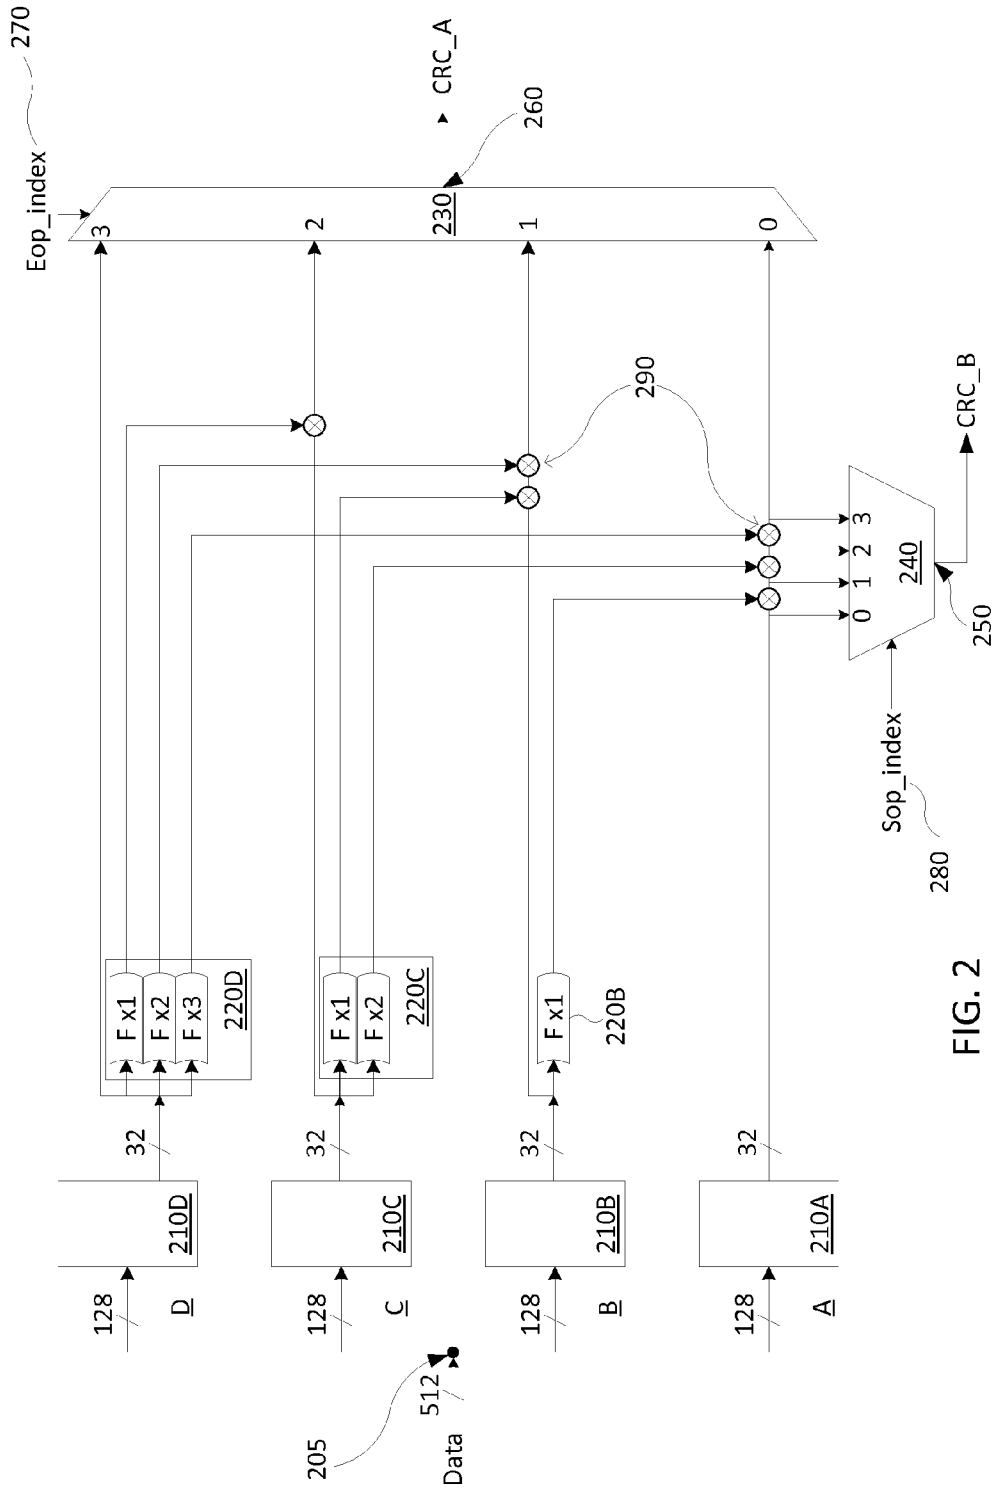 270
Eop_index
CRC_A
260
3
2
230
1
0
290
CRC_B
3
2
1
0
240
250
Sop_index
280
F x1
F x2
F x3
220D
F x1
F x2
220C
F x1
220B
32
32
32
32
210D
210C
210B
210A
128
128
128
128
D
C
B
A
205
512
Data
FIG. 2